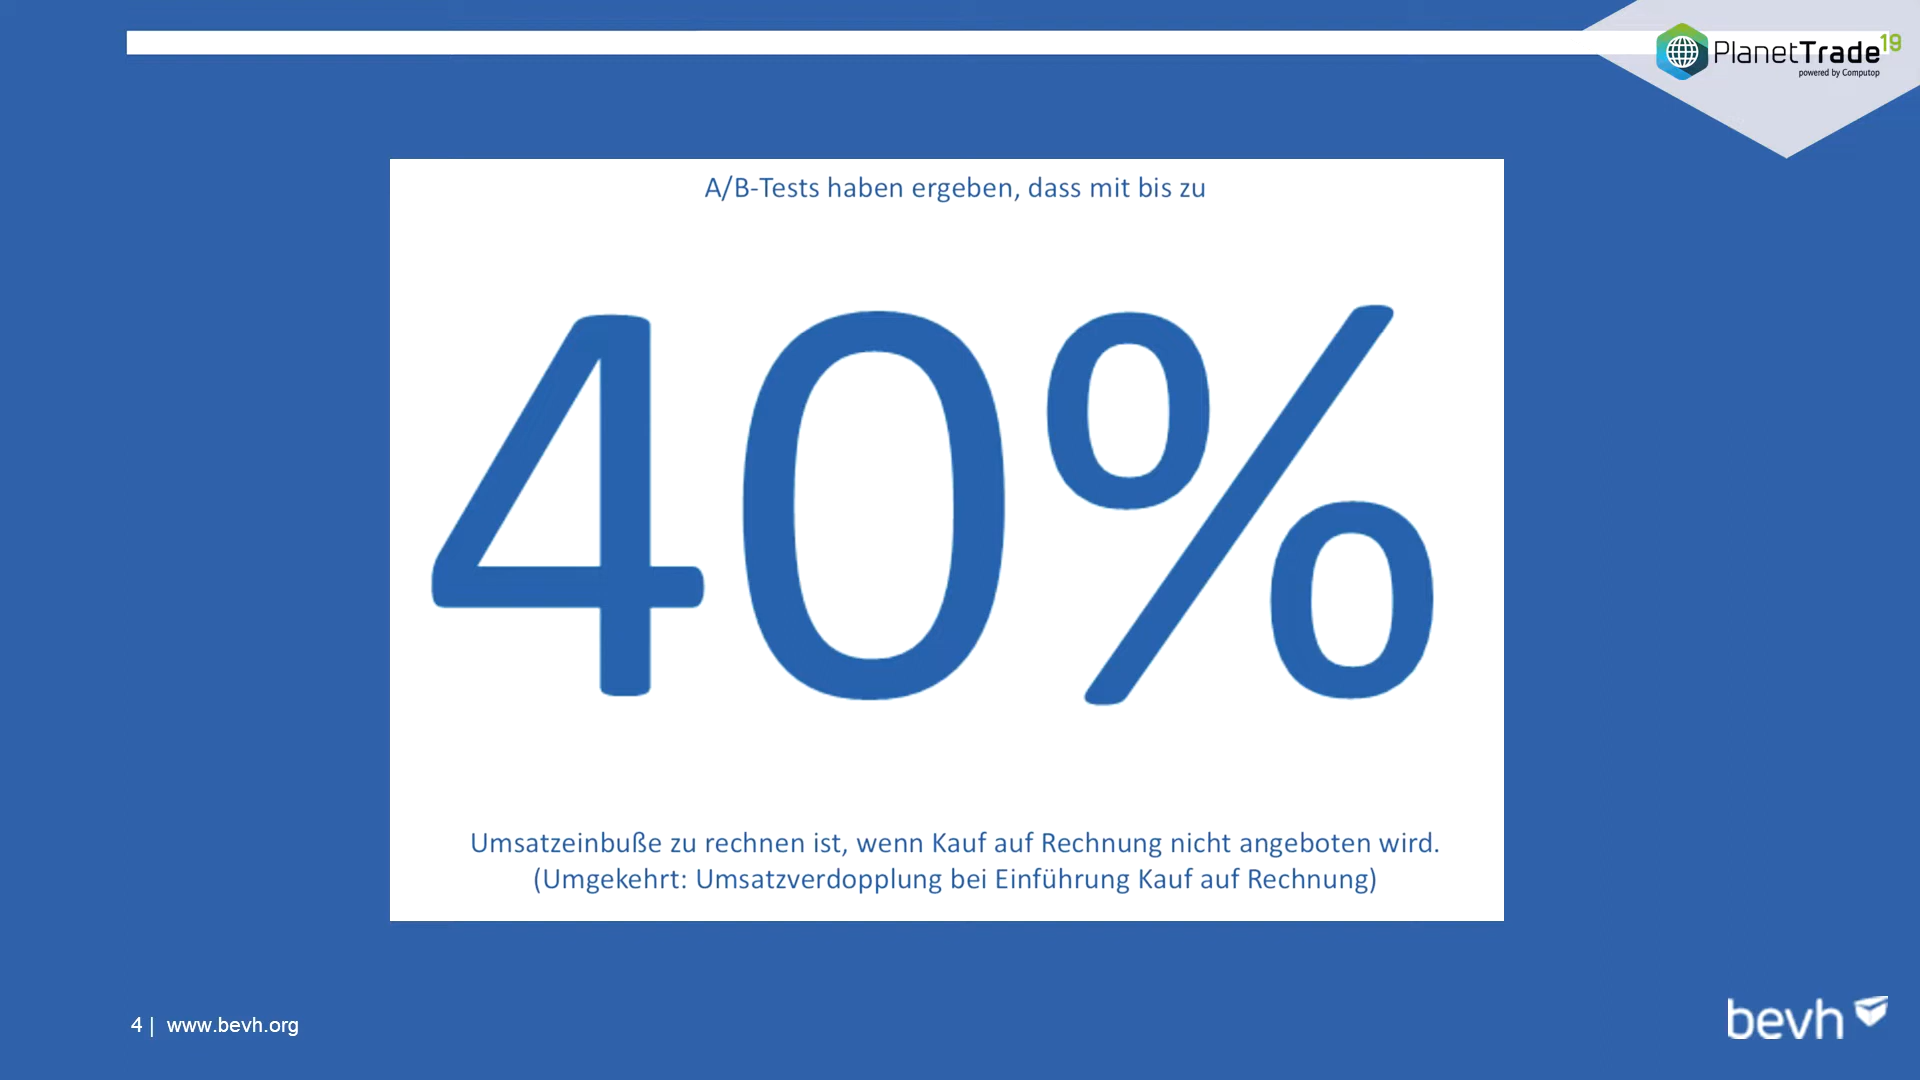 PlanetTrade19
powered by Computop
A/B-Tests haben ergeben, dass mit bis zu
40%
Umsatzeinbuße zu rechnen ist, wenn Kauf auf Rechnung nicht angeboten wird.
(Umgekehrt: Umsatzverdopplung bei Einführung Kauf auf Rechnung)
4 | www.bevh.org
bevh